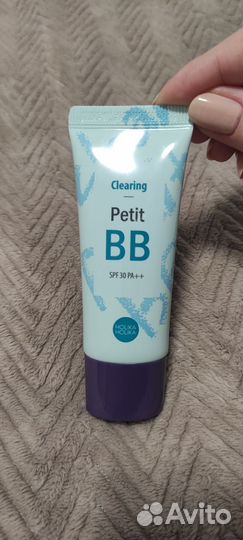 Clearing
Petit
BB
SPF 30 PA++
HOLIKA
HOLIKA
Avito